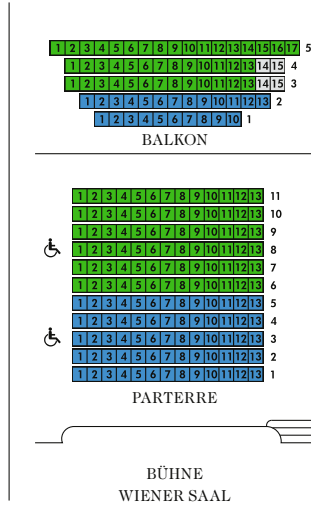 1 2 3 4 5 6 7 8 9 10 11 12 13 14 15 16 17 5
1 2 3 4 5 6 7 8 9 10 11 12 13 14 15 4
1 2 3 4 5 6 7 8 9 10 11 12 13 14 15 3
1 2 3 4 5 6 7 8 9 10 11 12 13 2
1 2 3 4 5 6 7 8 9 10 1
BALKON
1 2 3 4 5 6 7 8 9 10 11 12 13 11
1 2 3 4 5 6 7 8 9 10 11 12 13 10
1 2 3 4 5 6 7 8 9 10 11 12 13 9
1 2 3 4 5 6 7 8 9 10 11 12 13 8
1 2 3 4 5 6 7 8 9 10 11 12 13 7
1 2 3 4 5 6 7 8 9 10 11 12 13 6
1 2 3 4 5 6 7 8 9 10 11 12 13 5
1 2 3 4 5 6 7 8 9 10 11 12 13 4
1 2 3 4 5 6 7 8 9 10 11 12 13 3
1 2 3 4 5 6 7 8 9 10 11 12 13 2
1 2 3 4 5 6 7 8 9 10 11 12 13 1
PARTERRE
BÜHNE
WIENER SAAL